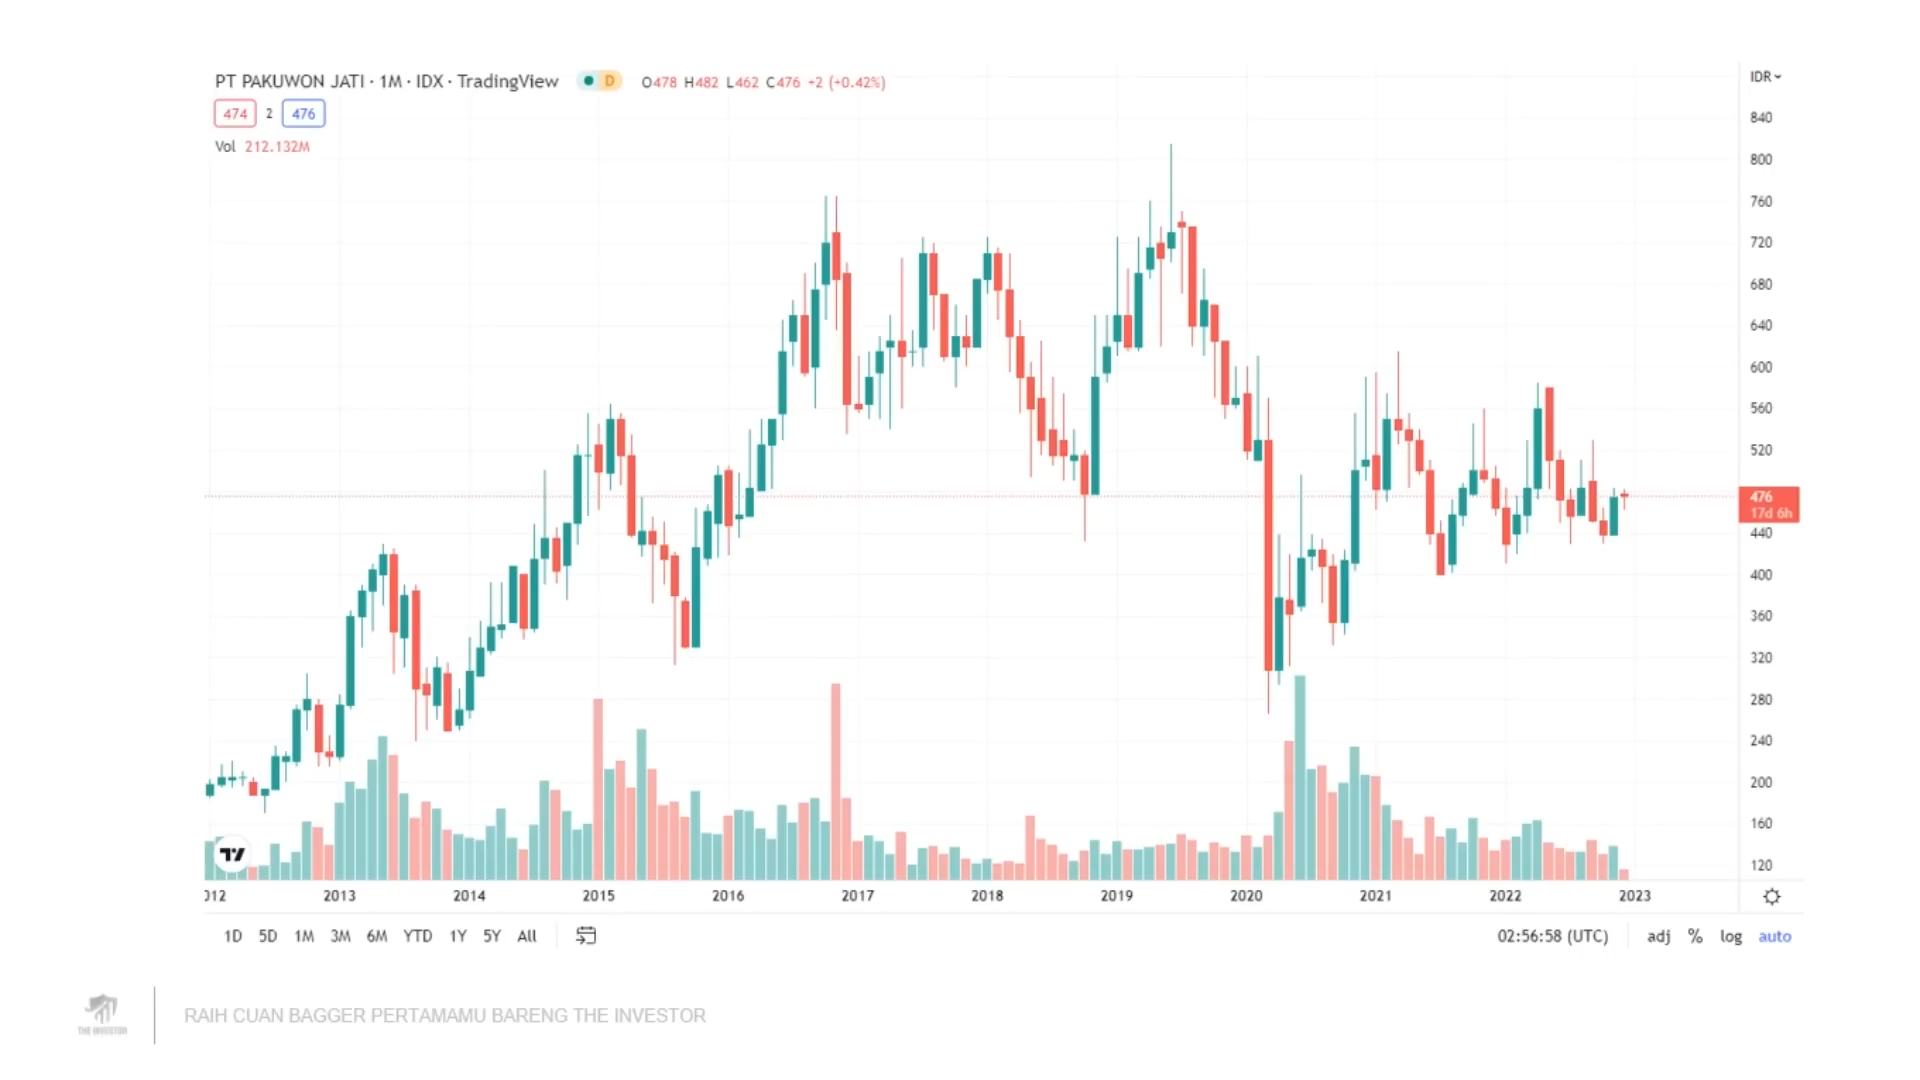 PT PAKUWON JATI · 1M · IDX · TradingView D O478 H482 L462 C476 +2 (+0.42%)
474 2 476
Vol 212.132M
IDR
840
800
760
720
680
640
600
560
520
476
17d 6h
440
400
360
320
280
240
200
160
120
2012 2013 2014 2015 2016 2017 2018 2019 2020 2021 2022 2023
1D 5D 1M 3M 6M YTD 1Y 5Y All 02:56:58 (UTC) adj % log auto
THE INVESTOR
RAIH CUAN BAGGER PERTAMAMU BARENG THE INVESTOR